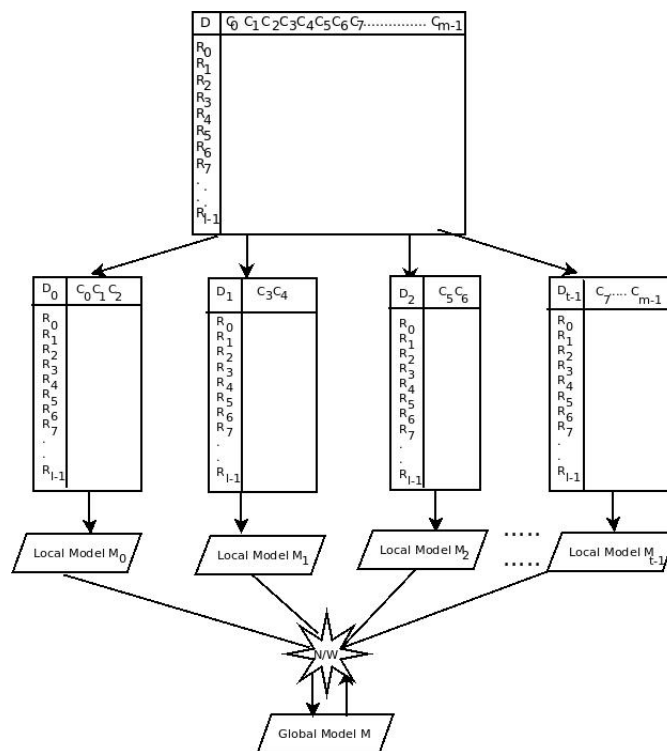 D C0 C1 C2 C3 C4 C5 C6 C7............... Cm-1
R0
R1
R2
R3
R4
R5
R6
R7
. .
. .
Rl-1
D0 C0 C1 C2
R0
R1
R2
R3
R4
R5
R6
R7
.
.
Rl-1
D1 C3 C4
R0
R1
R2
R3
R4
R5
R6
R7
.
.
Rl-1
D2 C5 C6
R0
R1
R2
R3
R4
R5
R6
R7
.
.
Rl-1
Dt-1 C7.... Cm-1
R0
R1
R2
R3
R4
R5
R6
R7
.
.
Rl-1
Local Model M0
Local Model M1
Local Model M2
.....
.....
Local Model Mt-1
N/W
Global Model M